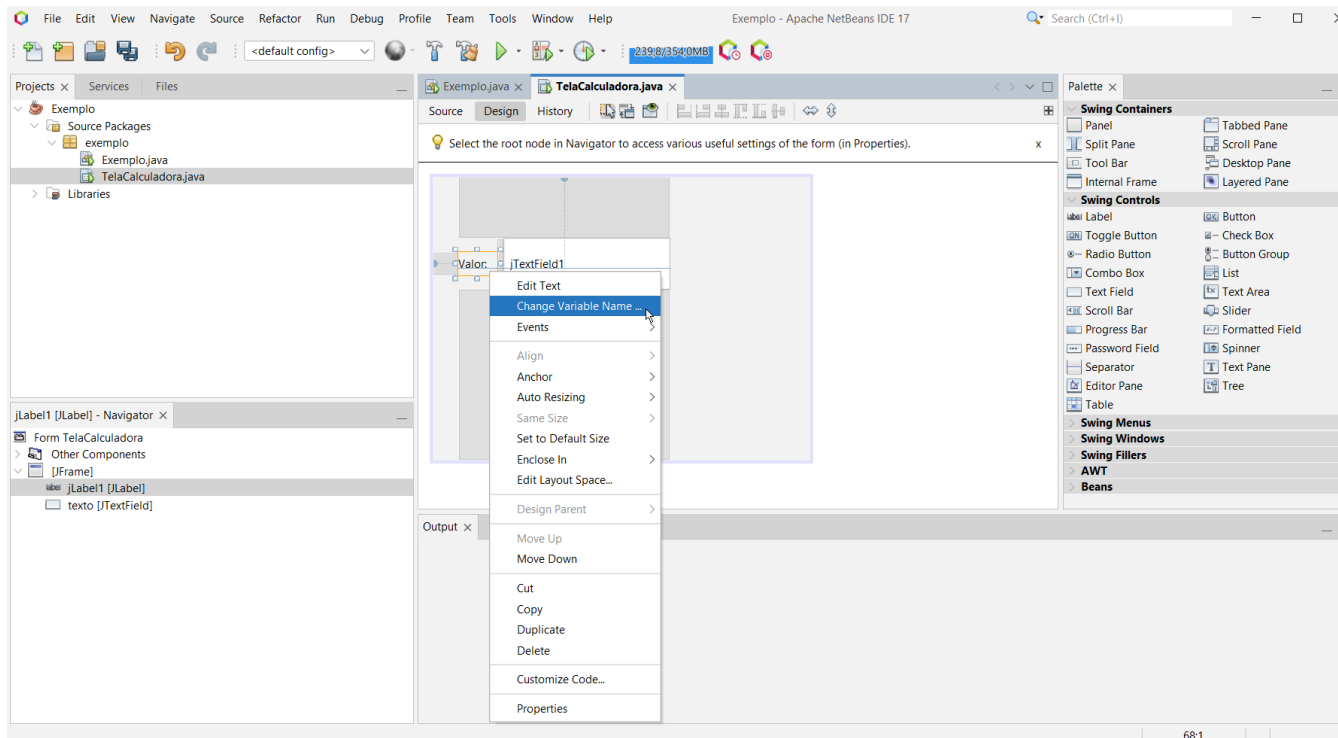 File Edit View Navigate Source Refactor Run Debug Profile Team Tools Window Help Exemplo - Apache NetBeans IDE 17 Search (Ctrl+I)
<default config> 239,8/354,0MB
Projects Services Files
Exemplo
Source Packages
exemplo
Exemplo.java
TelaCalculadora.java
Libraries
jLabel1 [JLabel] - Navigator
Form TelaCalculadora
Other Components
[JFrame]
label jLabel1 [JLabel]
texto [JTextField]
Exemplo.java TelaCalculadora.java
Source Design History
Select the root node in Navigator to access various useful settings of the form (in Properties). x
Valor: jTextField1
Edit Text
Change Variable Name ...
Events
Align
Anchor
Auto Resizing
Same Size
Set to Default Size
Enclose In
Edit Layout Space...
Design Parent
Move Up
Move Down
Cut
Copy
Duplicate
Delete
Customize Code...
Properties
Output
Palette
Swing Containers
Panel Tabbed Pane
Split Pane Scroll Pane
Tool Bar Desktop Pane
Internal Frame Layered Pane
Swing Controls
label Label OK Button
ON Toggle Button Check Box
Radio Button Button Group
Combo Box List
Text Field Text Area
Scroll Bar Slider
Progress Bar Formatted Field
Password Field Spinner
Separator T Text Pane
Editor Pane Tree
Table
Swing Menus
Swing Windows
Swing Fillers
AWT
Beans
68:1